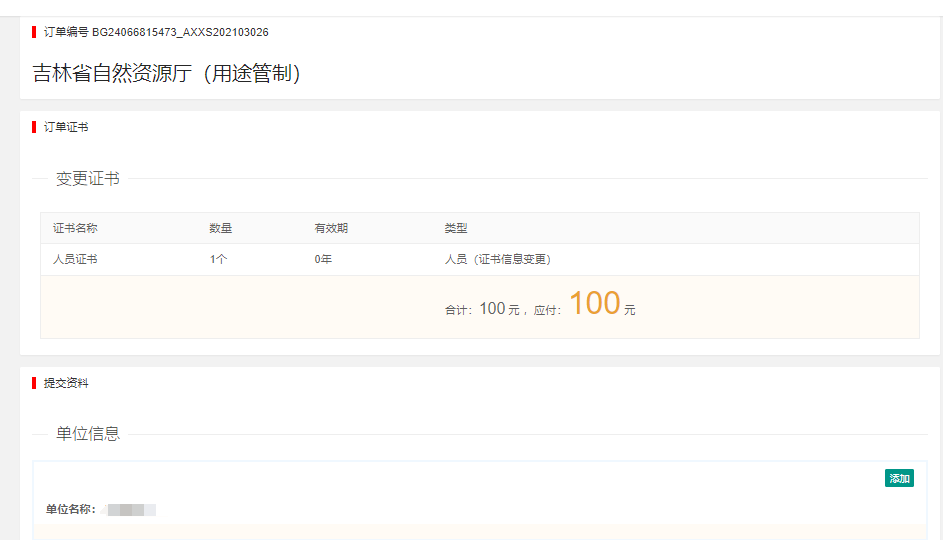 订单编号 BG24066815473_AXXS202103026
吉林省自然资源厅（用途管制）
订单证书
变更证书
证书名称 数量 有效期 类型
人员证书 1个 0年 人员（证书信息变更）
合计：100 元 ，应付：100 元
提交资料
单位信息
添加
单位名称：